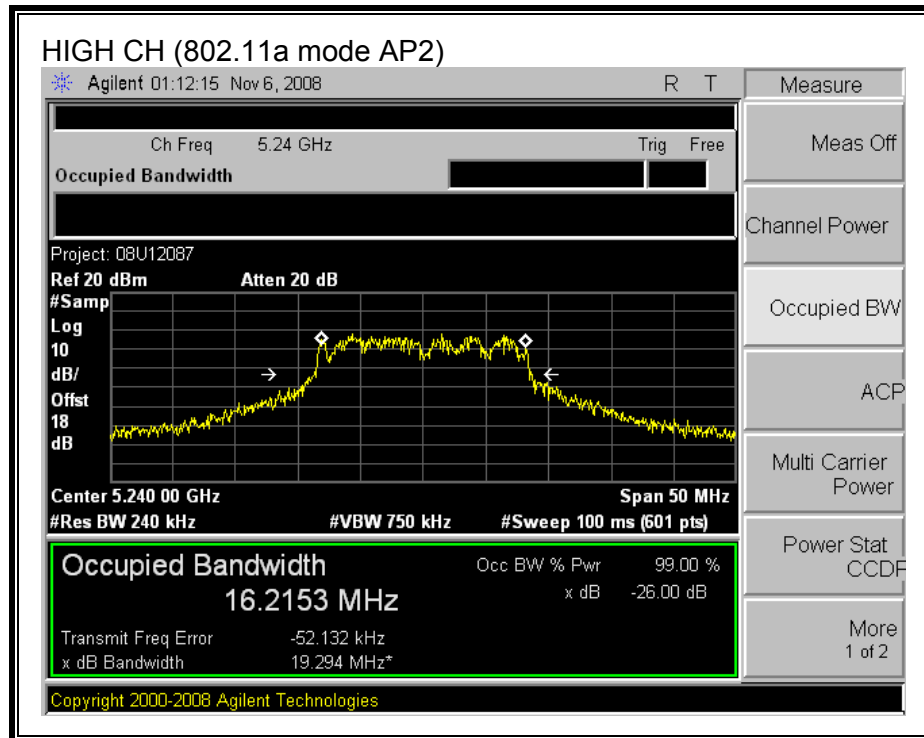 HIGH CH (802.11a mode AP2)
Agilent 01:12:15 Nov 6, 2008 R T
Measure
Ch Freq 5.24 GHz Trig Free
Occupied Bandwidth
Meas Off
Channel Power
Occupied BW
ACP
Multi Carrier
Power
Power Stat
CCDF
More
1 of 2
Project: 08U12087
Ref 20 dBm Atten 20 dB
#Samp
Log
10
dB/
Offst
18
dB
Center 5.240 00 GHz Span 50 MHz
#Res BW 240 kHz #VBW 750 kHz #Sweep 100 ms (601 pts)
Occupied Bandwidth Occ BW % Pwr 99.00 %
16.2153 MHz x dB -26.00 dB
Transmit Freq Error -52.132 kHz
x dB Bandwidth 19.294 MHz*
Copyright 2000-2008 Agilent Technologies